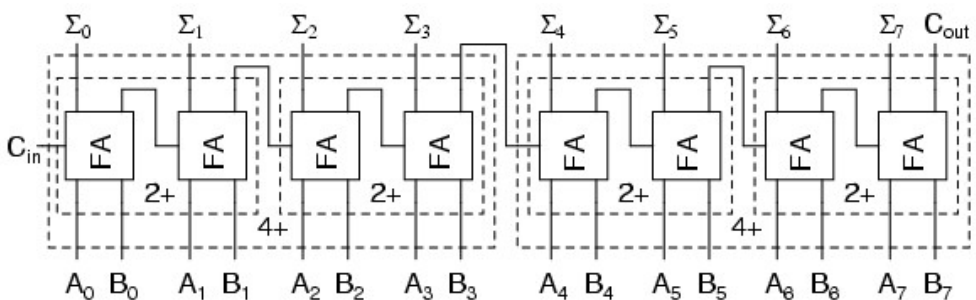 Σ0 Σ1 Σ2 Σ3 Σ4 Σ5 Σ6 Σ7 Cout
Cin FA FA FA FA FA FA FA FA
2+ 2+ 2+ 2+
4+ 4+
A0 B0 A1 B1 A2 B2 A3 B3 A4 B4 A5 B5 A6 B6 A7 B7